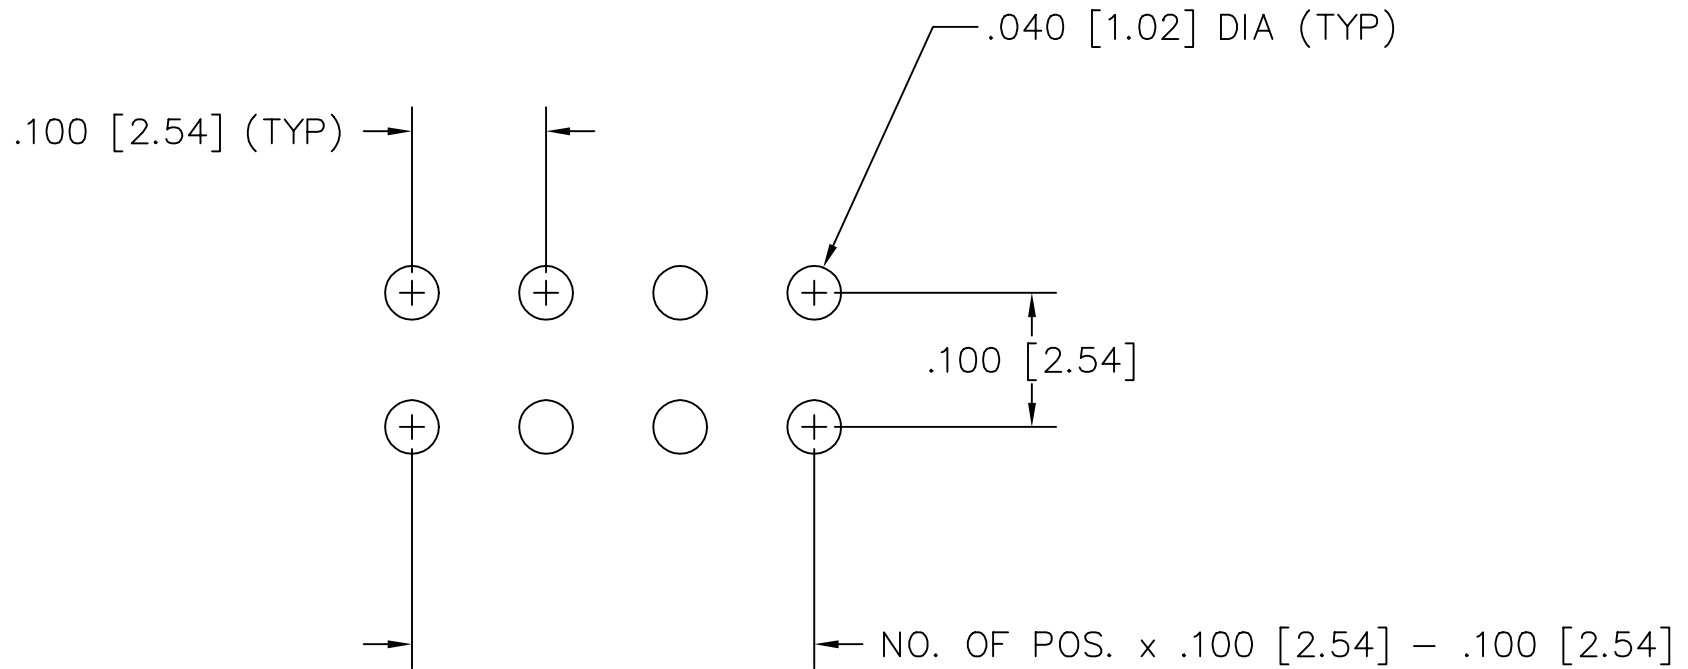 .040 [1.02] DIA (TYP)
.100 [2.54] (TYP)
.100 [2.54]
NO. OF POS. x .100 [2.54] – .100 [2.54]